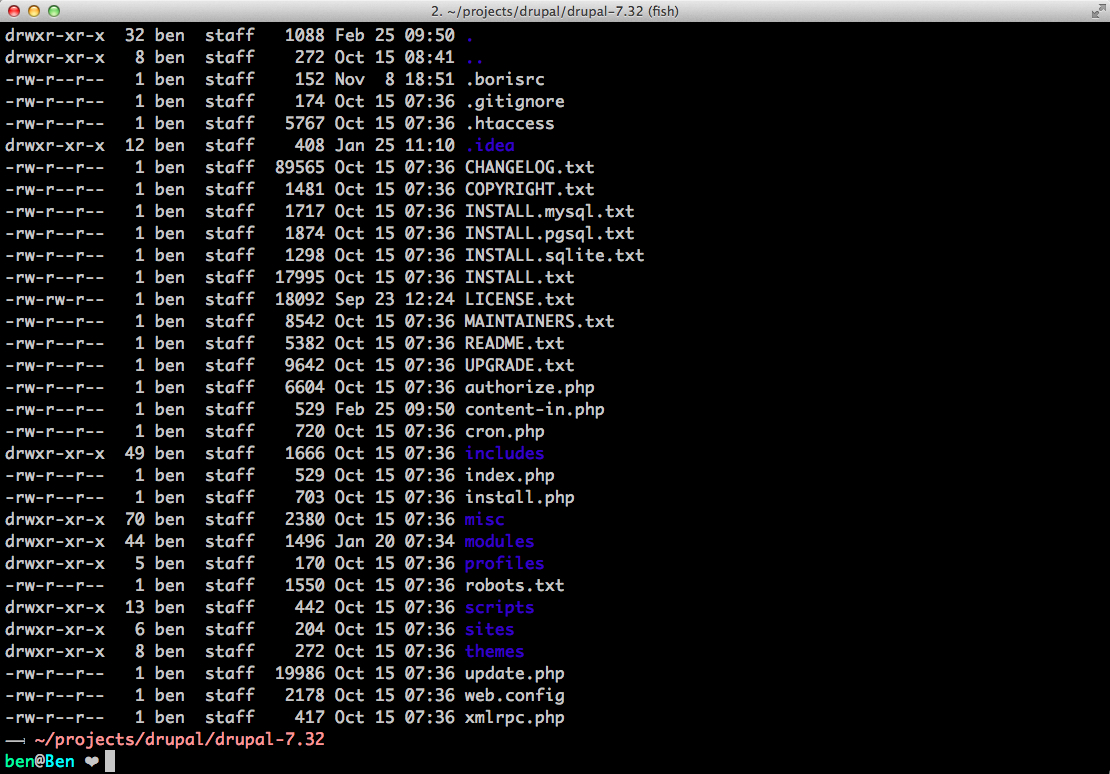 2. ~/projects/drupal/drupal-7.32 (fish)
drwxr-xr-x  32 ben  staff   1088 Feb 25 09:50 .
drwxr-xr-x   8 ben  staff    272 Oct 15 08:41 ..
-rw-r--r--   1 ben  staff    152 Nov  8 18:51 .borisrc
-rw-r--r--   1 ben  staff    174 Oct 15 07:36 .gitignore
-rw-r--r--   1 ben  staff   5767 Oct 15 07:36 .htaccess
drwxr-xr-x  12 ben  staff    408 Jan 25 11:10 .idea
-rw-r--r--   1 ben  staff  89565 Oct 15 07:36 CHANGELOG.txt
-rw-r--r--   1 ben  staff   1481 Oct 15 07:36 COPYRIGHT.txt
-rw-r--r--   1 ben  staff   1717 Oct 15 07:36 INSTALL.mysql.txt
-rw-r--r--   1 ben  staff   1874 Oct 15 07:36 INSTALL.pgsql.txt
-rw-r--r--   1 ben  staff   1298 Oct 15 07:36 INSTALL.sqlite.txt
-rw-r--r--   1 ben  staff  17995 Oct 15 07:36 INSTALL.txt
-rw-rw-r--   1 ben  staff  18092 Sep 23 12:24 LICENSE.txt
-rw-r--r--   1 ben  staff   8542 Oct 15 07:36 MAINTAINERS.txt
-rw-r--r--   1 ben  staff   5382 Oct 15 07:36 README.txt
-rw-r--r--   1 ben  staff   9642 Oct 15 07:36 UPGRADE.txt
-rw-r--r--   1 ben  staff   6604 Oct 15 07:36 authorize.php
-rw-r--r--   1 ben  staff    529 Feb 25 09:50 content-in.php
-rw-r--r--   1 ben  staff    720 Oct 15 07:36 cron.php
drwxr-xr-x  49 ben  staff   1666 Oct 15 07:36 includes
-rw-r--r--   1 ben  staff    529 Oct 15 07:36 index.php
-rw-r--r--   1 ben  staff    703 Oct 15 07:36 install.php
drwxr-xr-x  70 ben  staff   2380 Oct 15 07:36 misc
drwxr-xr-x  44 ben  staff   1496 Jan 20 07:34 modules
drwxr-xr-x   5 ben  staff    170 Oct 15 07:36 profiles
-rw-r--r--   1 ben  staff   1550 Oct 15 07:36 robots.txt
drwxr-xr-x  13 ben  staff    442 Oct 15 07:36 scripts
drwxr-xr-x   6 ben  staff    204 Oct 15 07:36 sites
drwxr-xr-x   8 ben  staff    272 Oct 15 07:36 themes
-rw-r--r--   1 ben  staff  19986 Oct 15 07:36 update.php
-rw-r--r--   1 ben  staff   2178 Oct 15 07:36 web.config
-rw-r--r--   1 ben  staff    417 Oct 15 07:36 xmlrpc.php
~/projects/drupal/drupal-7.32
ben@Ben ❤